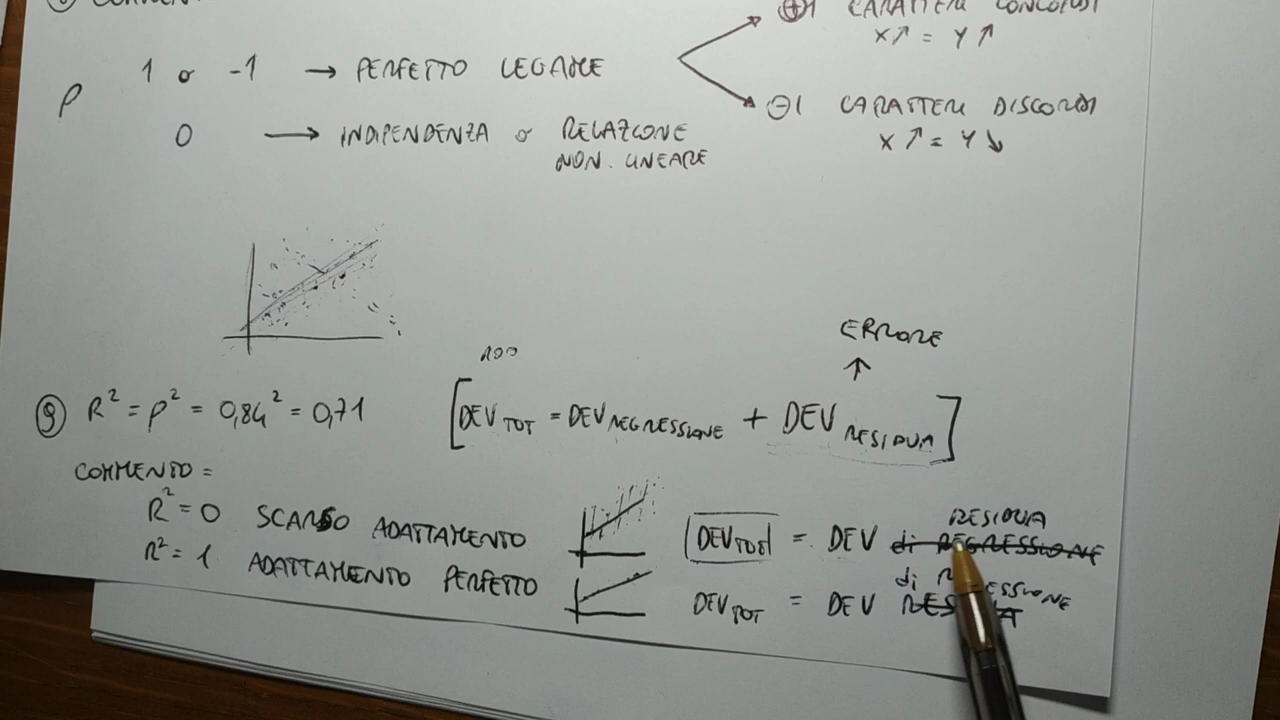 ⊕1 CARATTERI CONCORDI
X↗ = Y↗
1 o -1 → PERFETTO LEGAME
ρ
⊖1 CARATTERI DISCORDI
X↗ = Y↘
0 → INDIPENDENZA o RELAZIONE
NON. LINEARE
ERRORE
↑
100
⑨ R² = ρ² = 0,84² = 0,71
[DEV TOT = DEV REGRESSIONE + DEV RESIDUA]
COMMENTO =
R² = 0 SCARSO ADATTAMENTO
RESIDUA
DEV TOT = DEV di REGRESSIONE
R² = 1 ADATTAMENTO PERFETTO
di
DEV TOT = DEV